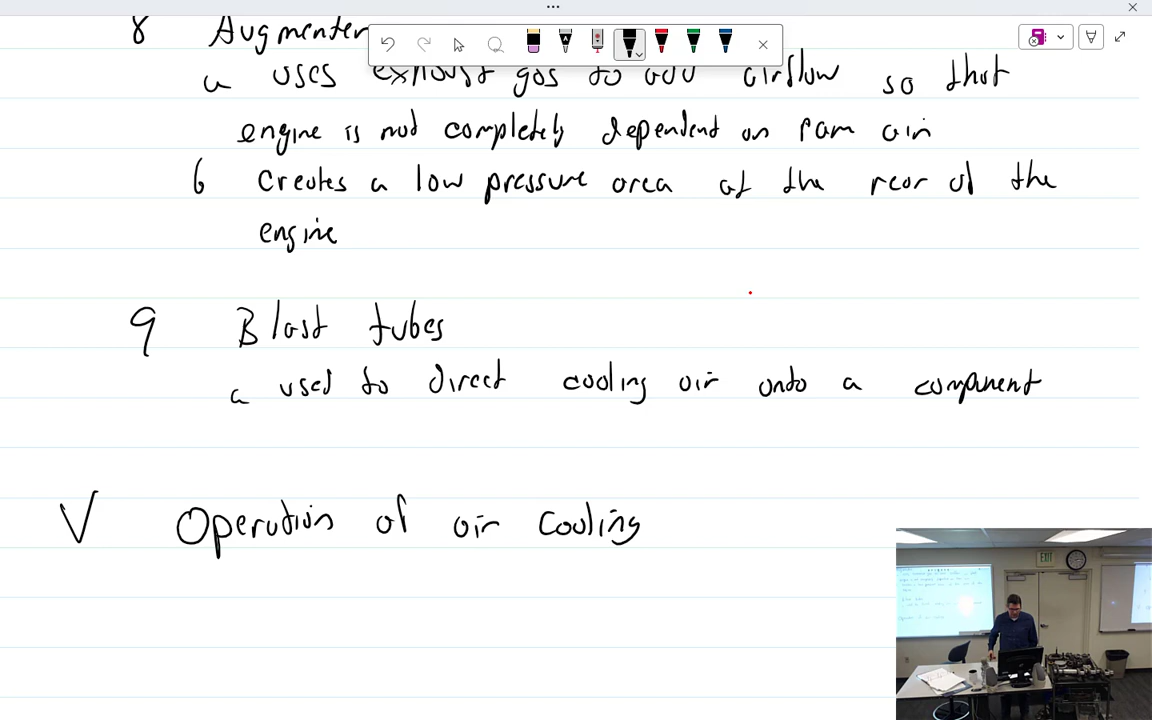 8 Augmenter
a uses exhaust gas to add airflow so that
engine is not completely dependent on ram air
b creates a low pressure area at the rear of the
engine
9 Blast tubes
a used to direct cooling air onto a component
V Operation of air cooling
EXIT